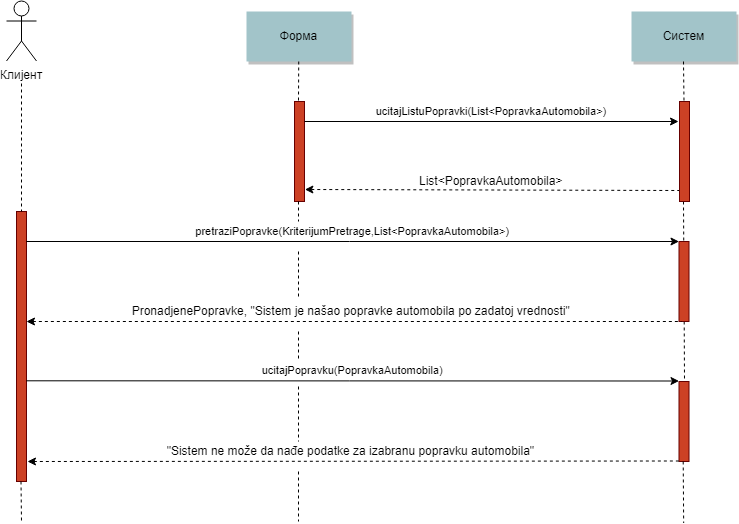 Клијент
Форма
Систем
ucitajListuPopravki(List<PopravkaAutomobila>)
List<PopravkaAutomobila>
pretraziPopravke(KriterijumPretrage,List<PopravkaAutomobila>)
PronadjenePopravke, "Sistem je našao popravke automobila po zadatoj vrednosti"
ucitajPopravku(PopravkaAutomobila)
"Sistem ne može da nađe podatke za izabranu popravku automobila"